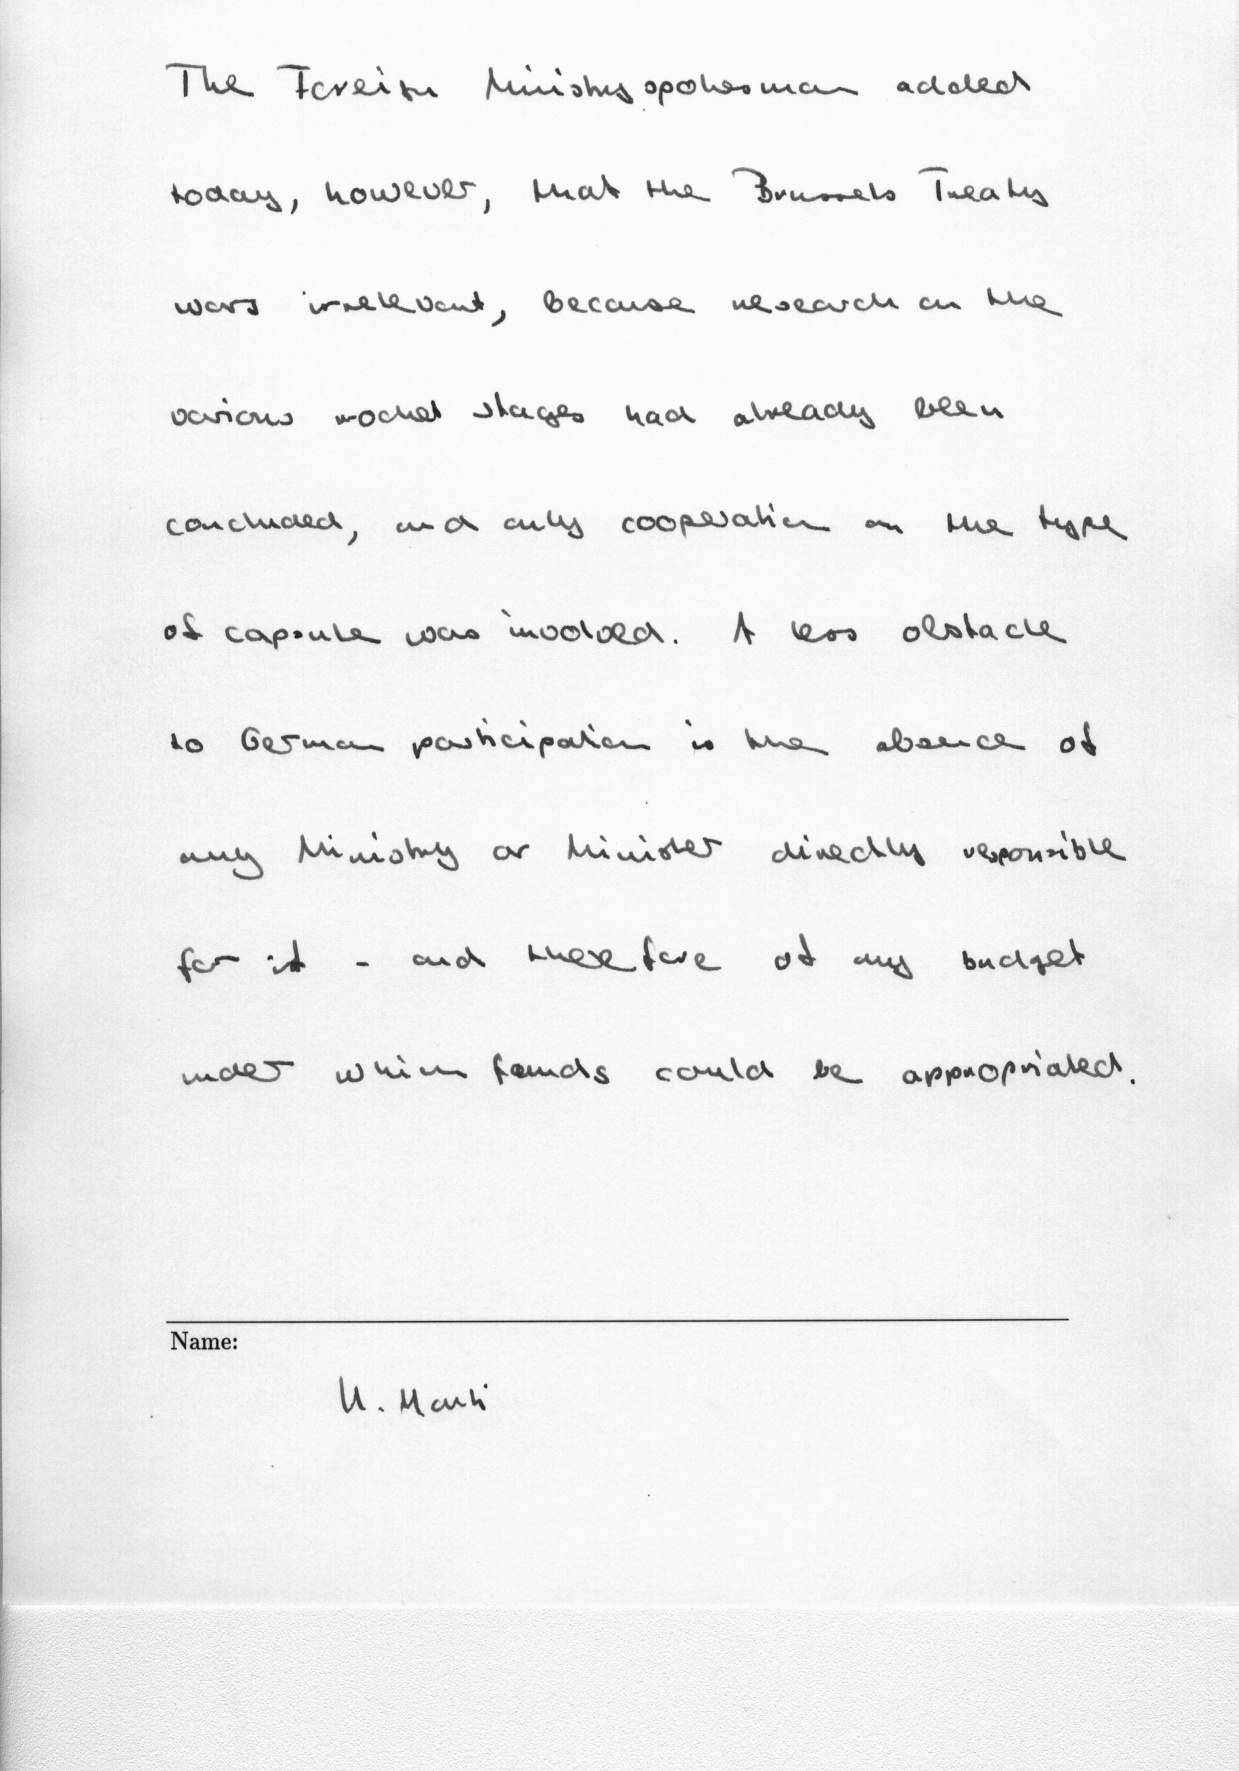 The Foreign Ministry spokesman added
today, however, that the Brussels Treaty
was irrelevant, because research on the
various rocket stages had already been
concluded, and only cooperation on the type
of capsule was involved. A less obstacle
to German participation is the absence of
any Ministry or Minister directly responsible
for it - and therefore of any budget
under which funds could be appropriated.
Name:
U. Marti